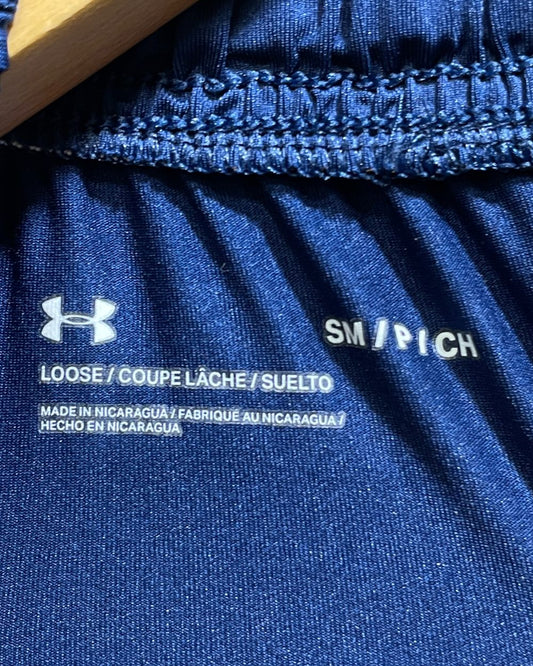 SM / P / CH
LOOSE / COUPE LÂCHE / SUELTO
MADE IN NICARAGUA / FABRIQUÉ AU NICARAGUA /
HECHO EN NICARAGUA